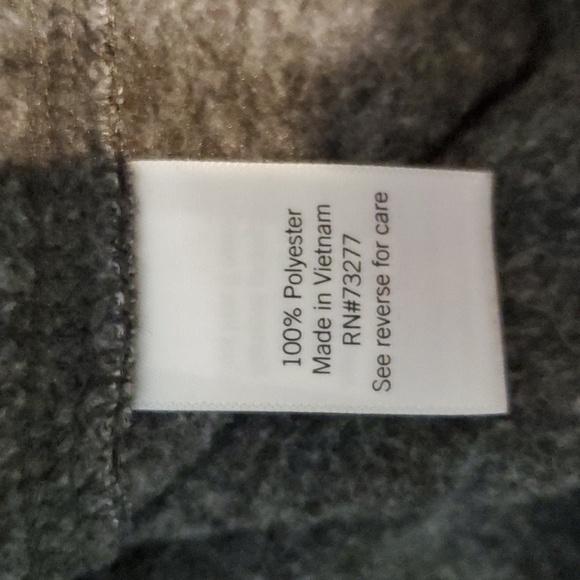 100% Polyester
Made in Vietnam
RN#73277
See reverse for care